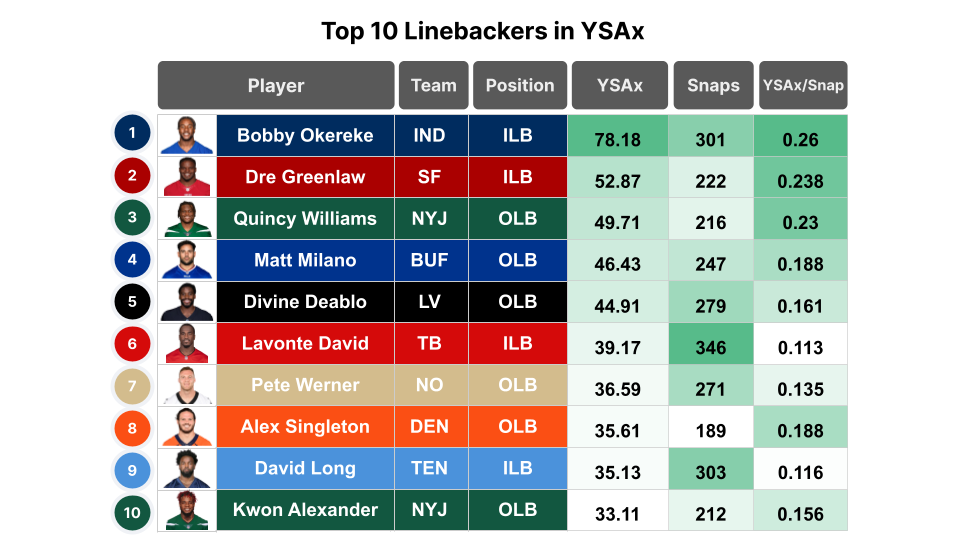 Top 10 Linebackers in YSAx
Player Team Position YSAx Snaps YSAx/Snap
1 Bobby Okereke IND ILB 78.18 301 0.26
2 Dre Greenlaw SF ILB 52.87 222 0.238
3 Quincy Williams NYJ OLB 49.71 216 0.23
4 Matt Milano BUF OLB 46.43 247 0.188
5 Divine Deablo LV OLB 44.91 279 0.161
6 Lavonte David TB ILB 39.17 346 0.113
7 Pete Werner NO OLB 36.59 271 0.135
8 Alex Singleton DEN OLB 35.61 189 0.188
9 David Long TEN ILB 35.13 303 0.116
10 Kwon Alexander NYJ OLB 33.11 212 0.156